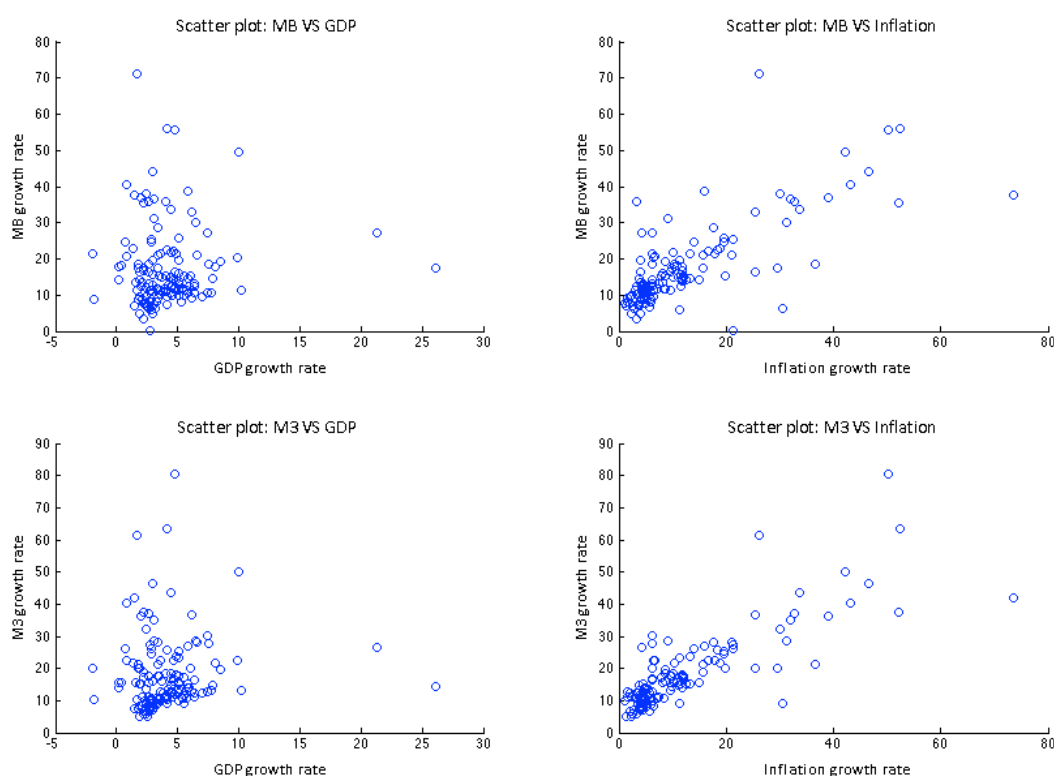 Scatter plot: MB VS GDP
80
70
60
50
40
30
20
10
0
MB growth rate
-5 0 5 10 15 20 25 30
GDP growth rate
Scatter plot: MB VS Inflation
80
70
60
50
40
30
20
10
0
MB growth rate
0 20 40 60 80
Inflation growth rate
Scatter plot: M3 VS GDP
90
80
70
60
50
40
30
20
10
0
M3 growth rate
-5 0 5 10 15 20 25 30
GDP growth rate
Scatter plot: M3 VS Inflation
90
80
70
60
50
40
30
20
10
0
M3 growth rate
0 20 40 60 80
Inflation growth rate